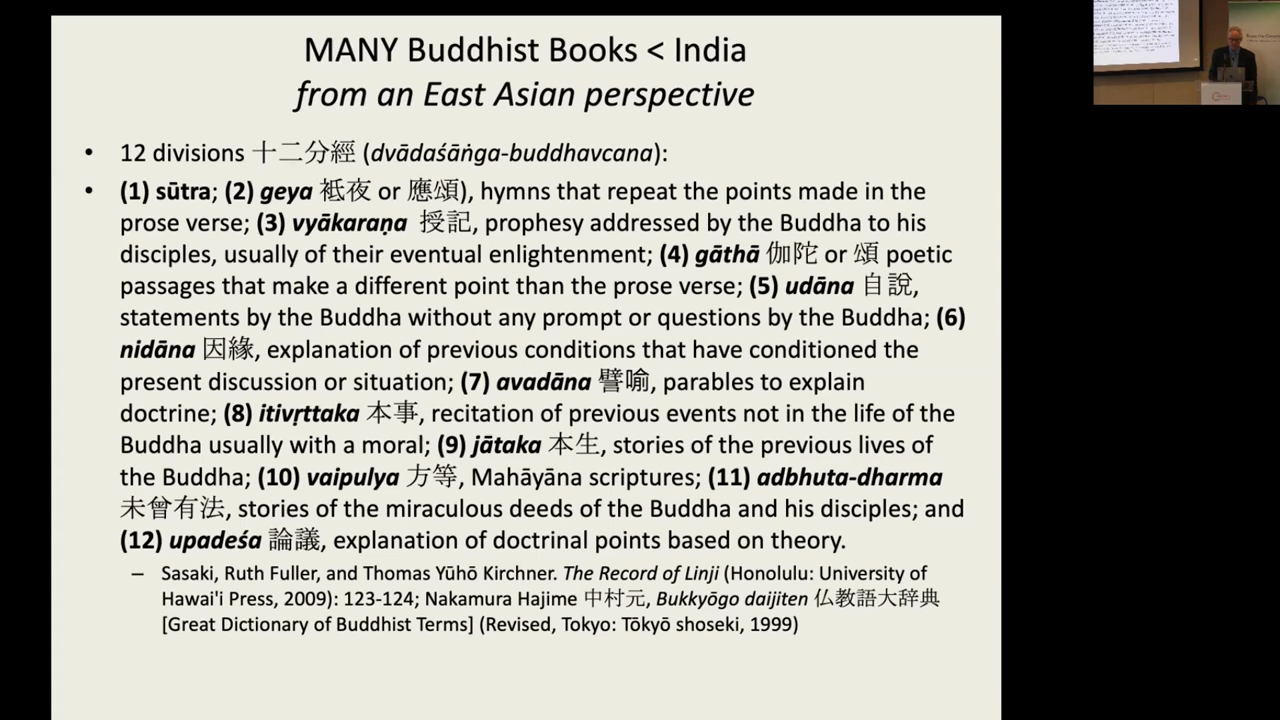 MANY Buddhist Books < India
from an East Asian perspective
• 12 divisions 十二分經 (dvādaśāṅga-buddhavcana):
• (1) sūtra; (2) geya 祗夜 or 應頌), hymns that repeat the points made in the
prose verse; (3) vyākaraṇa 授記, prophesy addressed by the Buddha to his
disciples, usually of their eventual enlightenment; (4) gāthā 伽陀 or 頌 poetic
passages that make a different point than the prose verse; (5) udāna 自說,
statements by the Buddha without any prompt or questions by the Buddha; (6)
nidāna 因緣, explanation of previous conditions that have conditioned the
present discussion or situation; (7) avadāna 譬喻, parables to explain
doctrine; (8) itivṛttaka 本事, recitation of previous events not in the life of the
Buddha usually with a moral; (9) jātaka 本生, stories of the previous lives of
the Buddha; (10) vaipulya 方等, Mahāyāna scriptures; (11) adbhuta-dharma
未曾有法, stories of the miraculous deeds of the Buddha and his disciples; and
(12) upadeśa 論議, explanation of doctrinal points based on theory.
– Sasaki, Ruth Fuller, and Thomas Yūhō Kirchner. The Record of Linji (Honolulu: University of
Hawai'i Press, 2009): 123-124; Nakamura Hajime 中村元, Bukkyōgo daijiten 仏教語大辞典
[Great Dictionary of Buddhist Terms] (Revised, Tokyo: Tōkyō shoseki, 1999)